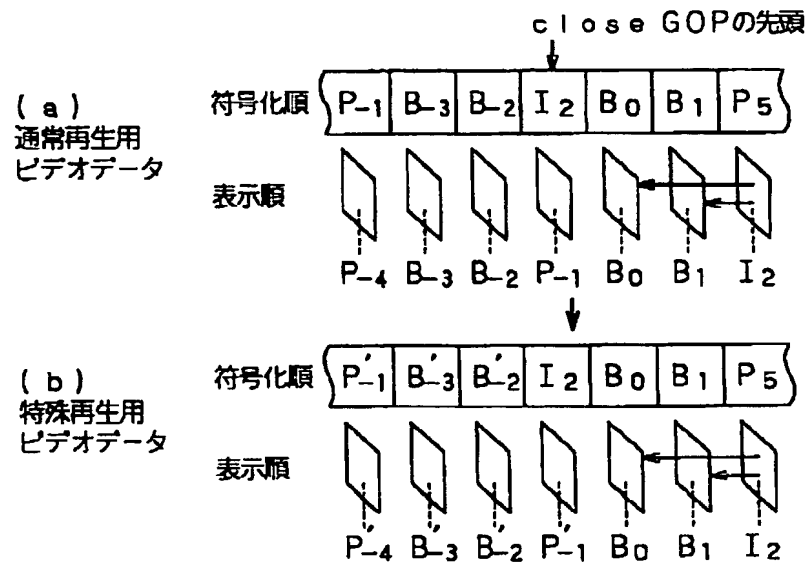 close GOPの先頭
(a)
通常再生用
ビデオデータ
符号化順
P-1 B-3 B-2 I2 B0 B1 P5
表示順
P-4 B-3 B-2 P-1 B0 B1 I2
(b)
特殊再生用
ビデオデータ
符号化順
P'-1 B'-3 B'-2 I2 B0 B1 P5
表示順
P'-4 B'-3 B'-2 P'-1 B0 B1 I2